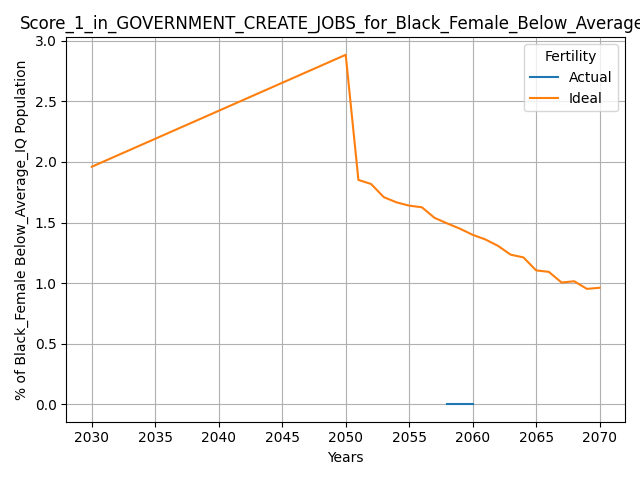 Score_1_in_GOVERNMENT_CREATE_JOBS_for_Black_Female_Below_Average
% of Black_Female Below_Average_IQ Population
3.0
2.5
2.0
1.5
1.0
0.5
0.0
Fertility
Actual
Ideal
2030 2035 2040 2045 2050 2055 2060 2065 2070
Years